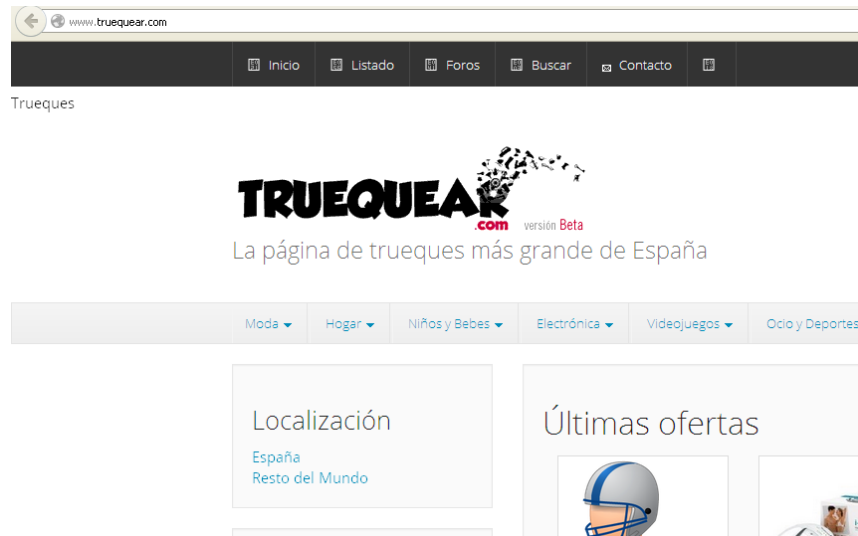 www.truequear.com
Inicio Listado Foros Buscar Contacto
Trueques
TRUEQUEAR
.com versión Beta
La página de trueques más grande de España
Moda Hogar Niños y Bebes Electrónica Videojuegos Ocio y Deportes
Localización
España
Resto del Mundo
Últimas ofertas